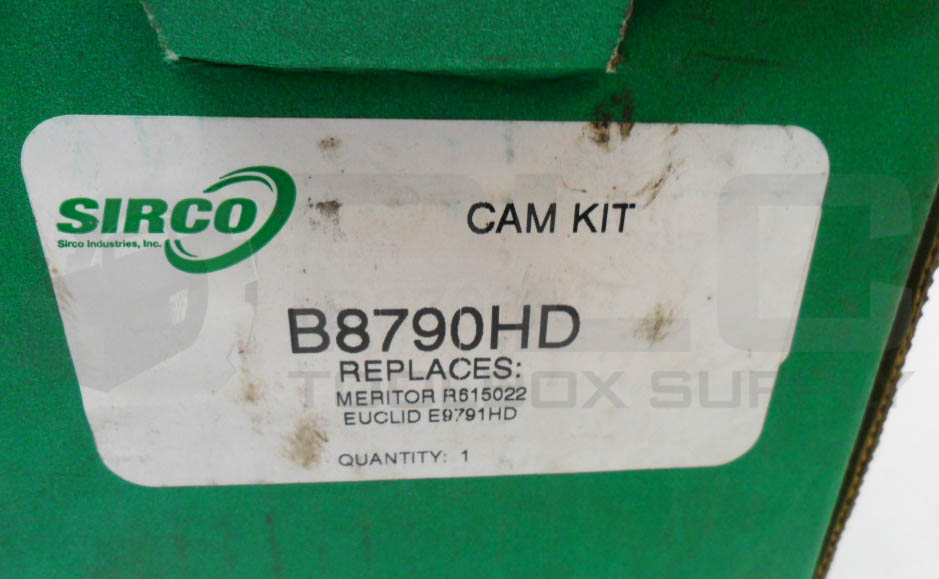 SIRCO
Sirco Industries, Inc.
CAM KIT
B8790HD
REPLACES:
MERITOR R615022
EUCLID E9791HD
QUANTITY: 1